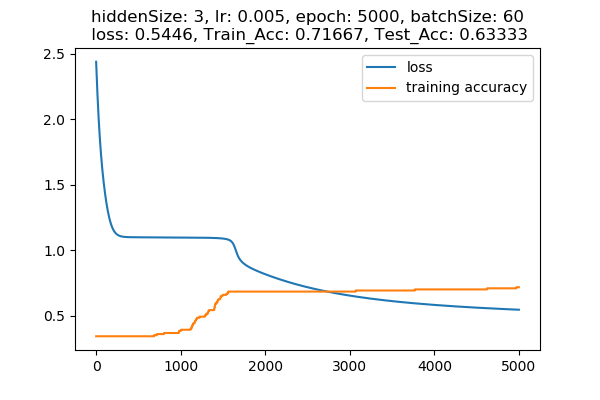 hiddenSize: 3, lr: 0.005, epoch: 5000, batchSize: 60
loss: 0.5446, Train_Acc: 0.71667, Test_Acc: 0.63333
loss
training accuracy
2.5
2.0
1.5
1.0
0.5
0 1000 2000 3000 4000 5000